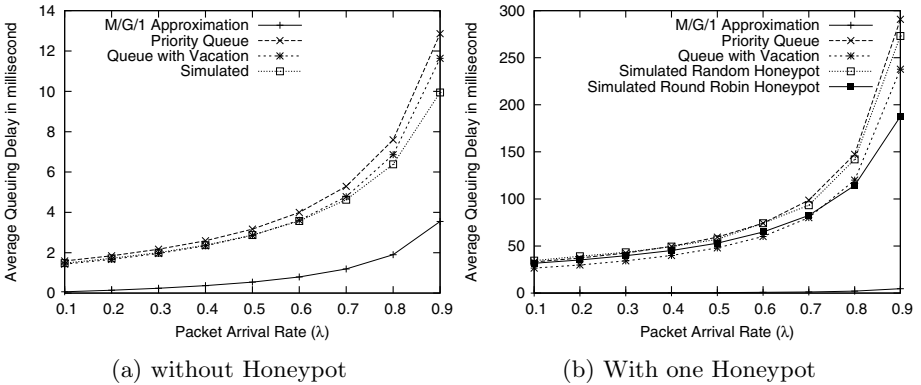 14
12
10
8
6
4
2
0
0.1 0.2 0.3 0.4 0.5 0.6 0.7 0.8 0.9
Average Queuing Delay in millisecond
Packet Arrival Rate (λ)
M/G/1 Approximation
Priority Queue
Queue with Vacation
Simulated
(a) without Honeypot
300
250
200
150
100
50
0
0.1 0.2 0.3 0.4 0.5 0.6 0.7 0.8 0.9
Average Queuing Delay in millisecond
Packet Arrival Rate (λ)
M/G/1 Approximation
Priority Queue
Queue with Vacation
Simulated Random Honeypot
Simulated Round Robin Honeypot
(b) With one Honeypot